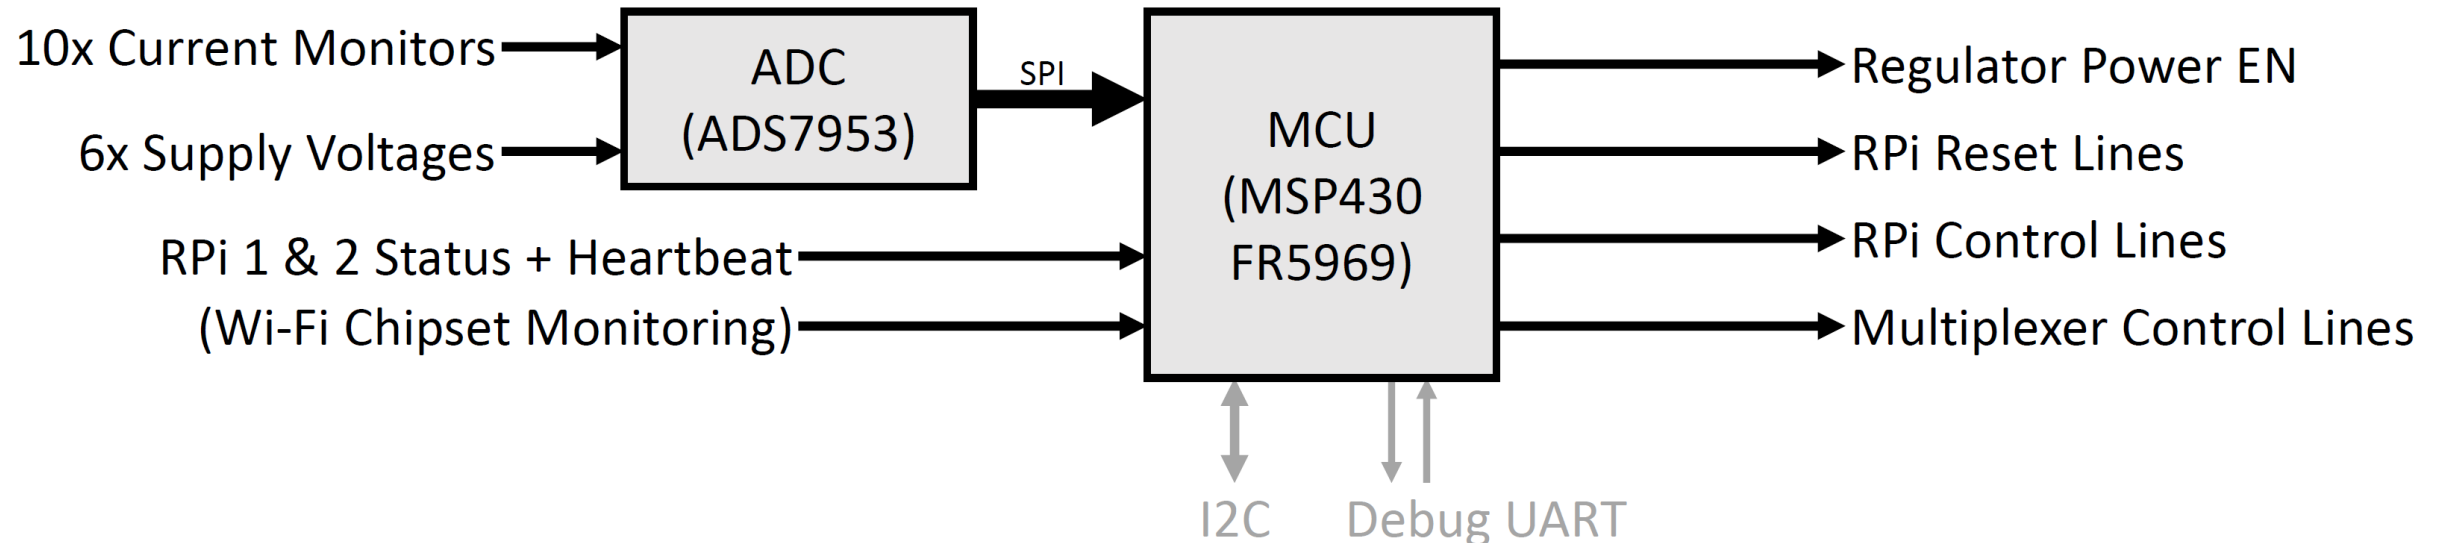 10x Current Monitors
6x Supply Voltages
ADC
(ADS7953)
SPI
RPi 1 & 2 Status + Heartbeat
(Wi-Fi Chipset Monitoring)
MCU
(MSP430
FR5969)
Regulator Power EN
RPi Reset Lines
RPi Control Lines
Multiplexer Control Lines
I2C
Debug UART